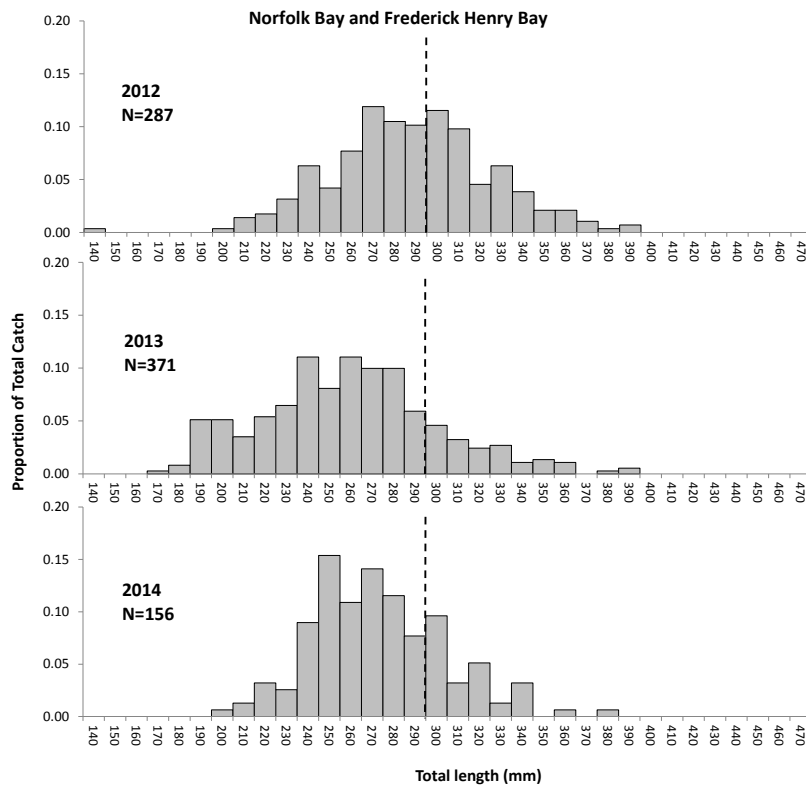 Norfolk Bay and Frederick Henry Bay
Proportion of Total Catch
0.20
0.15
0.10
0.05
0.00
2012
N=287
140 150 160 170 180 190 200 210 220 230 240 250 260 270 280 290 300 310 320 330 340 350 360 370 380 390 400 410 420 430 440 450 460 470
0.20
0.15
0.10
0.05
0.00
2013
N=371
140 150 160 170 180 190 200 210 220 230 240 250 260 270 280 290 300 310 320 330 340 350 360 370 380 390 400 410 420 430 440 450 460 470
0.20
0.15
0.10
0.05
0.00
2014
N=156
140 150 160 170 180 190 200 210 220 230 240 250 260 270 280 290 300 310 320 330 340 350 360 370 380 390 400 410 420 430 440 450 460 470
Total length (mm)